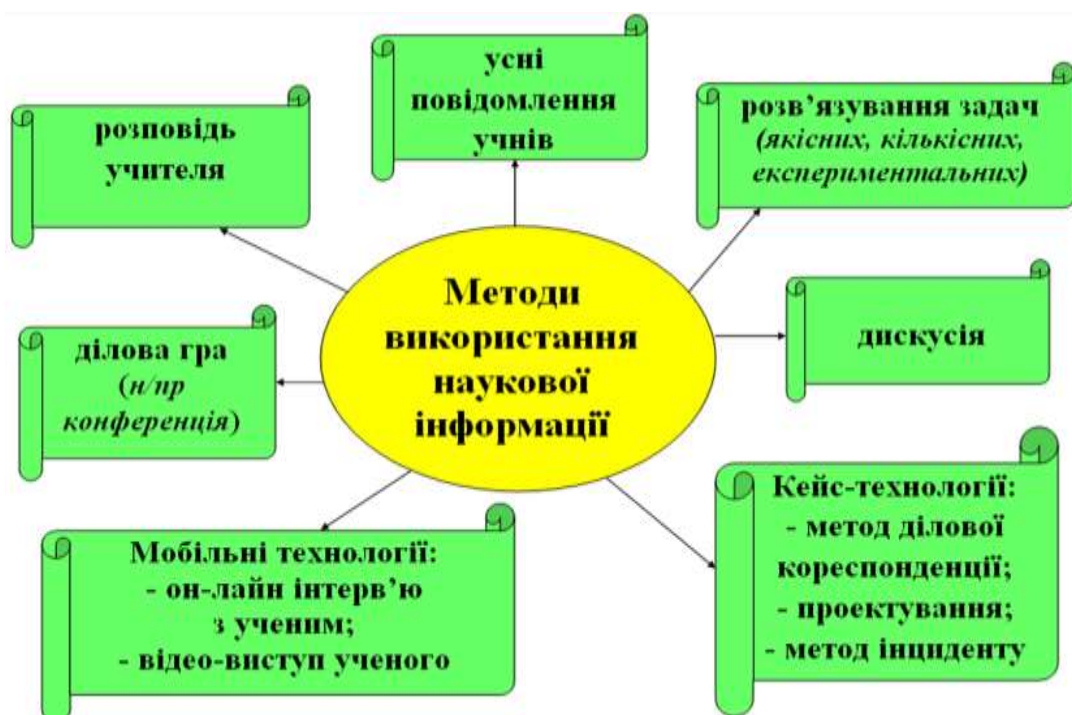 усні
повідомлення
учнів
розповідь
учителя
розв’язування задач
(якісних, кількісних,
експериментальних)
Методи
використання
наукової
інформації
дискусія
ділова гра
(н/пр
конференція)
Кейс-технології:
- метод ділової
кореспонденції;
- проектування;
- метод інциденту
Мобільні технології:
- он-лайн інтерв’ю
з ученим;
- відео-виступ ученого